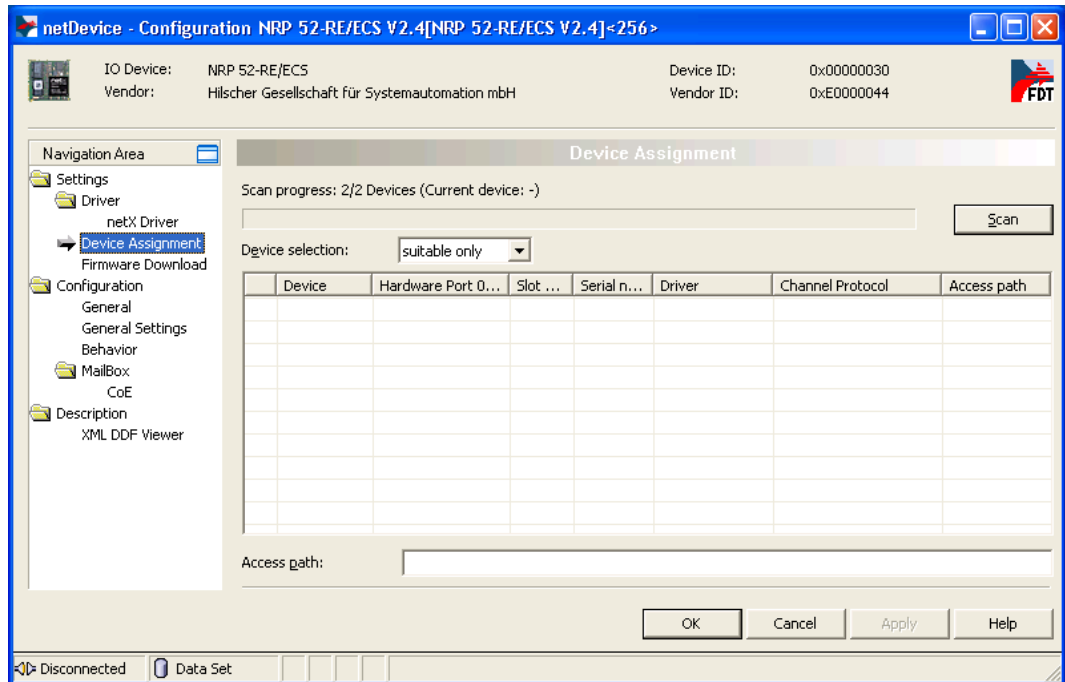 netDevice - Configuration NRP 52-RE/ECS V2.4[NRP 52-RE/ECS V2.4]<256>
IO Device: NRP 52-RE/ECS Device ID: 0x00000030
Vendor: Hilscher Gesellschaft für Systemautomation mbH Vendor ID: 0xE0000044
FDT
Navigation Area
Settings
Driver
netX Driver
Device Assignment
Firmware Download
Configuration
General
General Settings
Behavior
MailBox
CoE
Description
XML DDF Viewer
Device Assignment
Scan progress: 2/2 Devices (Current device: -)
Scan
Device selection: suitable only
Device Hardware Port 0... Slot ... Serial n... Driver Channel Protocol Access path
Access path:
OK Cancel Apply Help
Disconnected Data Set